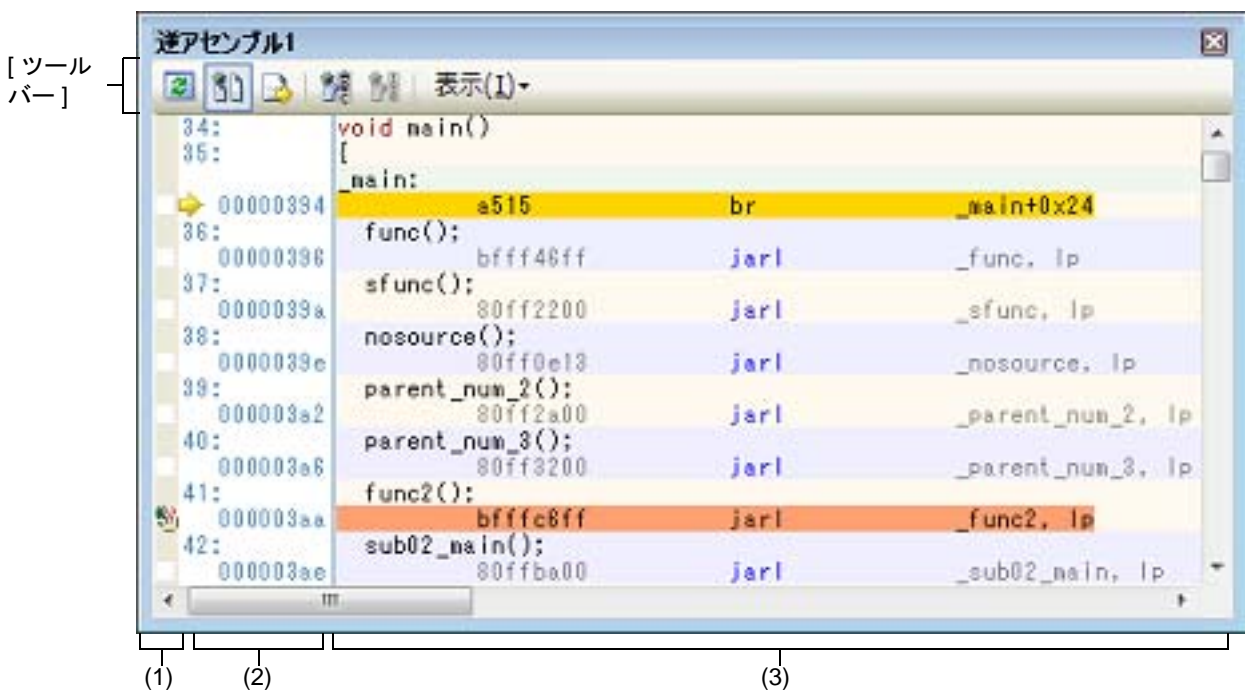 逆アセンブル1
[ ツール
バー ]
表示(I)
34: void main()
35: {
_main:
00000394 a515 br _main+0x24
36: func();
00000396 bfff46ff jarl _func, lp
37: sfunc();
0000039a 80ff2200 jarl _sfunc, lp
38: nosource();
0000039e 80ff0e13 jarl _nosource, lp
39: parent_num_2();
000003a2 80ff2a00 jarl _parent_num_2, lp
40: parent_num_3();
000003a6 80ff3200 jarl _parent_num_3, lp
41: func2();
000003aa bfffc6ff jarl _func2, lp
42: sub02_main();
000003ae 80ffba00 jarl _sub02_main, lp
(1) (2) (3)